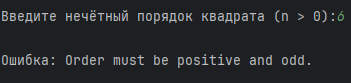 Введите нечётный порядок квадрата (n > 0):6
Ошибка: Order must be positive and odd.